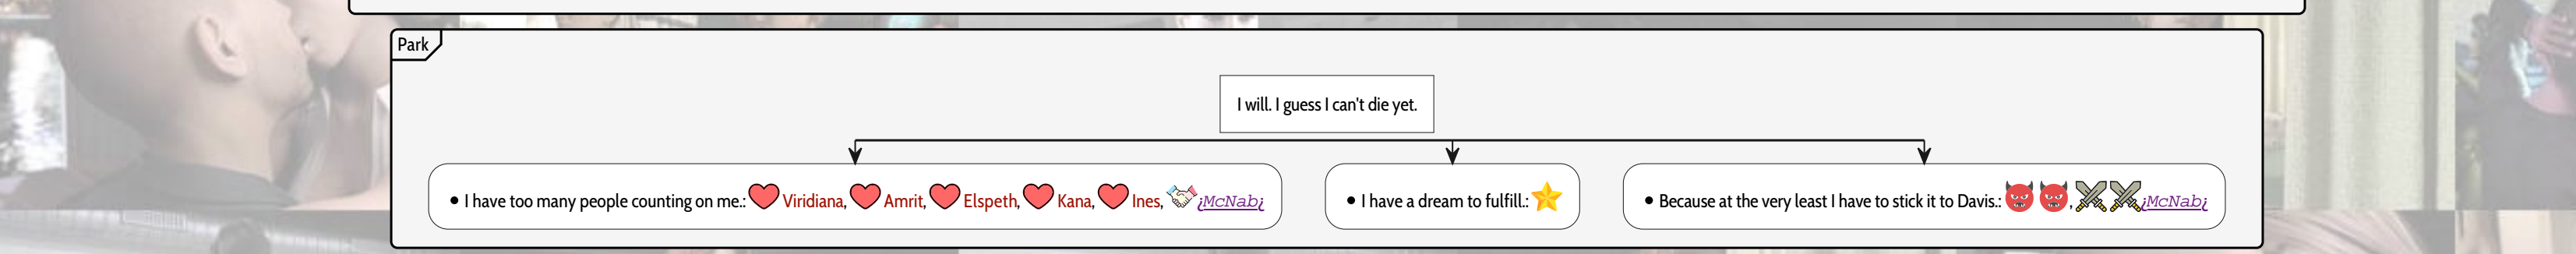 Park
I will. I guess I can't die yet.
• I have too many people counting on me.: ❤️ Viridiana, ❤️ Amrit, ❤️ Elspeth, ❤️ Kana, ❤️ Ines, 🤝¿McNab¿
• I have a dream to fulfill.: ⭐
• Because at the very least I have to stick it to Davis.: 👿 👿, ⚔️ ⚔️¿McNab¿